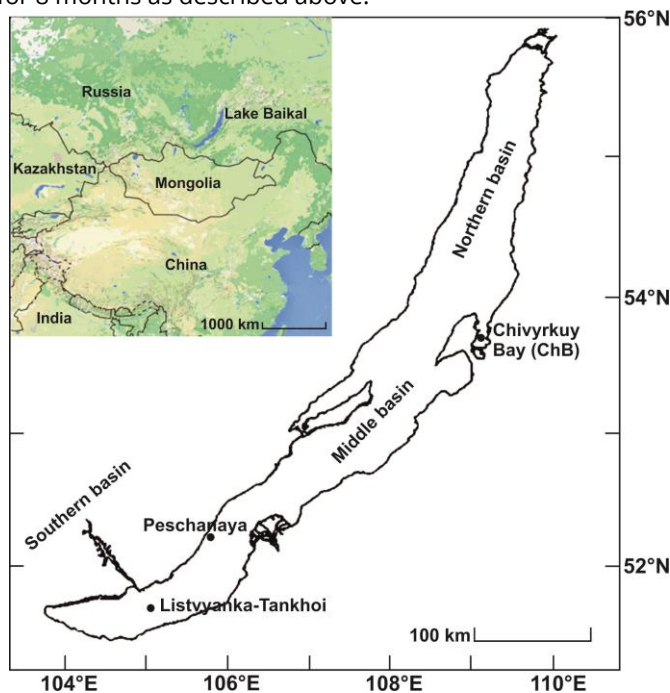 for 8 months as described above.
56°N
Russia
Lake Baikal
Kazakhstan
Mongolia
China
India
1000 km
Northern basin
54°N
Chivyrkuy
Bay (ChB)
Middle basin
Southern basin
Peschanaya
52°N
Listvyanka-Tankhoi
100 km
104°E
106°E
108°E
110°E